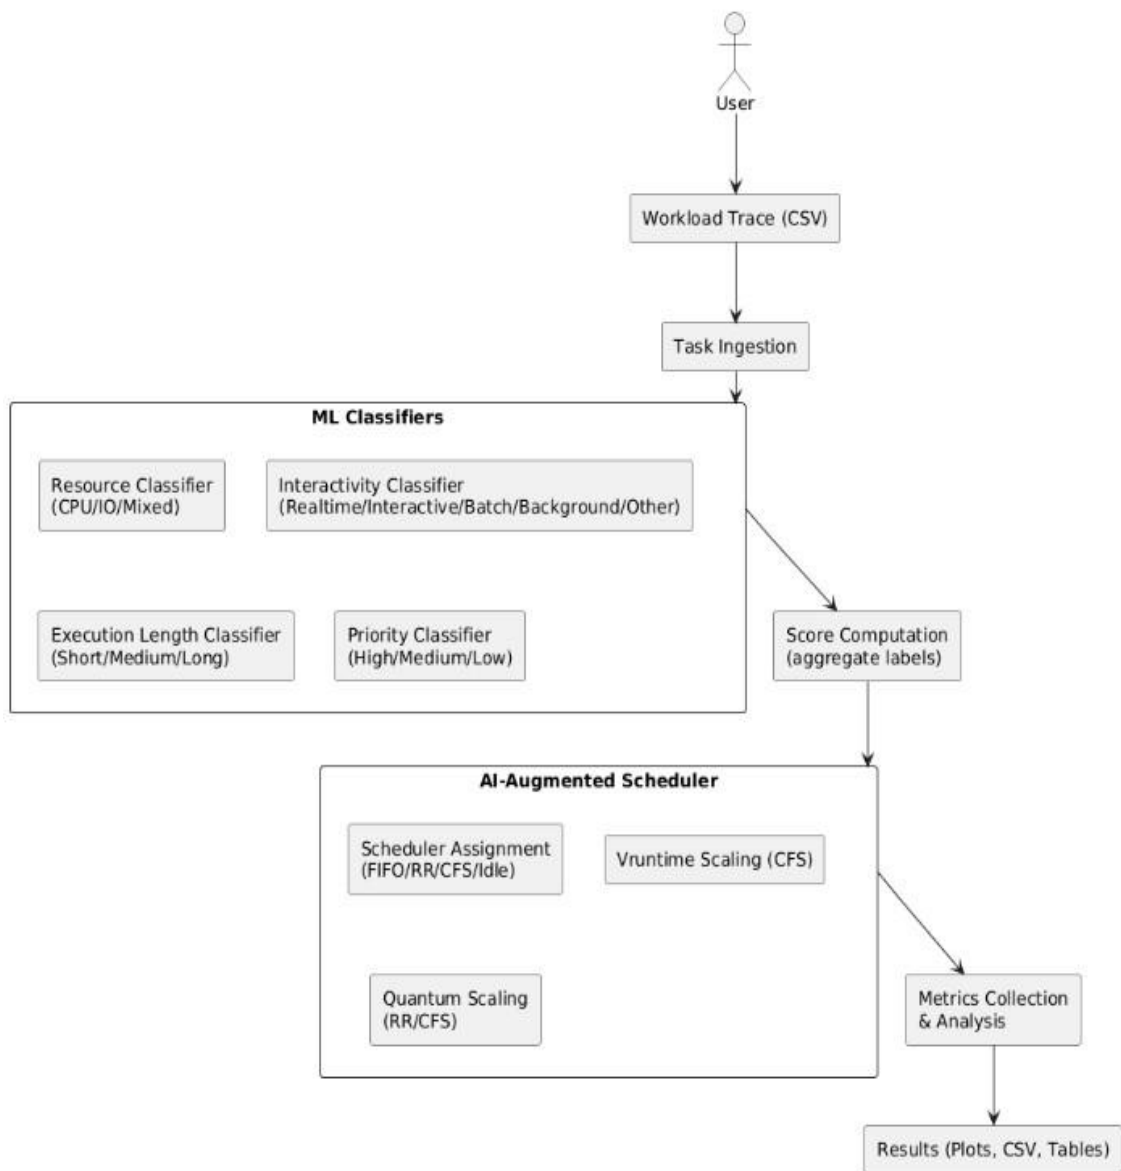 User
Workload Trace (CSV)
Task Ingestion
ML Classifiers
Resource Classifier
(CPU/IO/Mixed)
Interactivity Classifier
(Realtime/Interactive/Batch/Background/Other)
Execution Length Classifier
(Short/Medium/Long)
Priority Classifier
(High/Medium/Low)
Score Computation
(aggregate labels)
AI-Augmented Scheduler
Scheduler Assignment
(FIFO/RR/CFS/Idle)
Vruntime Scaling (CFS)
Quantum Scaling
(RR/CFS)
Metrics Collection
& Analysis
Results (Plots, CSV, Tables)